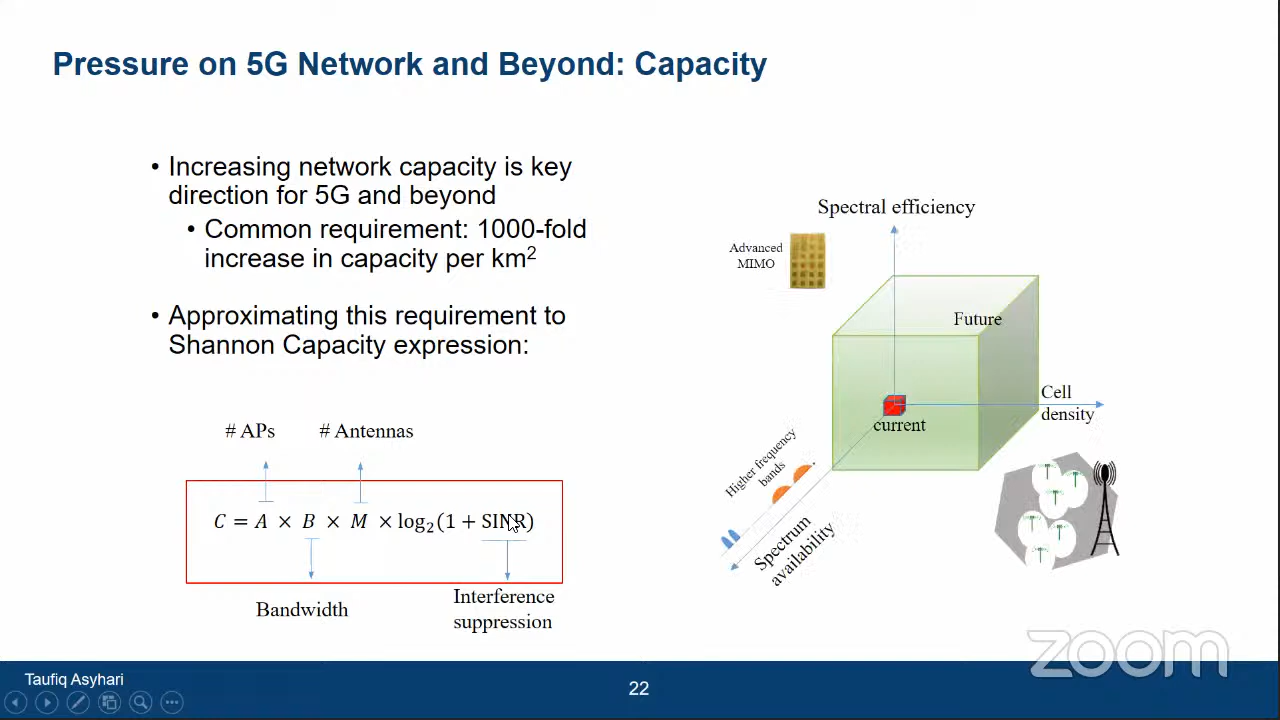 Pressure on 5G Network and Beyond: Capacity
• Increasing network capacity is key
direction for 5G and beyond
• Common requirement: 1000-fold
increase in capacity per km²
• Approximating this requirement to
Shannon Capacity expression:
# APs
# Antennas
C = A × B × M × log₂(1 + SINR)
Bandwidth
Interference
suppression
Spectral efficiency
Advanced
MIMO
Future
Cell
density
current
Higher frequency
bands
Spectrum
availability
zoom
Taufiq Asyhari
22